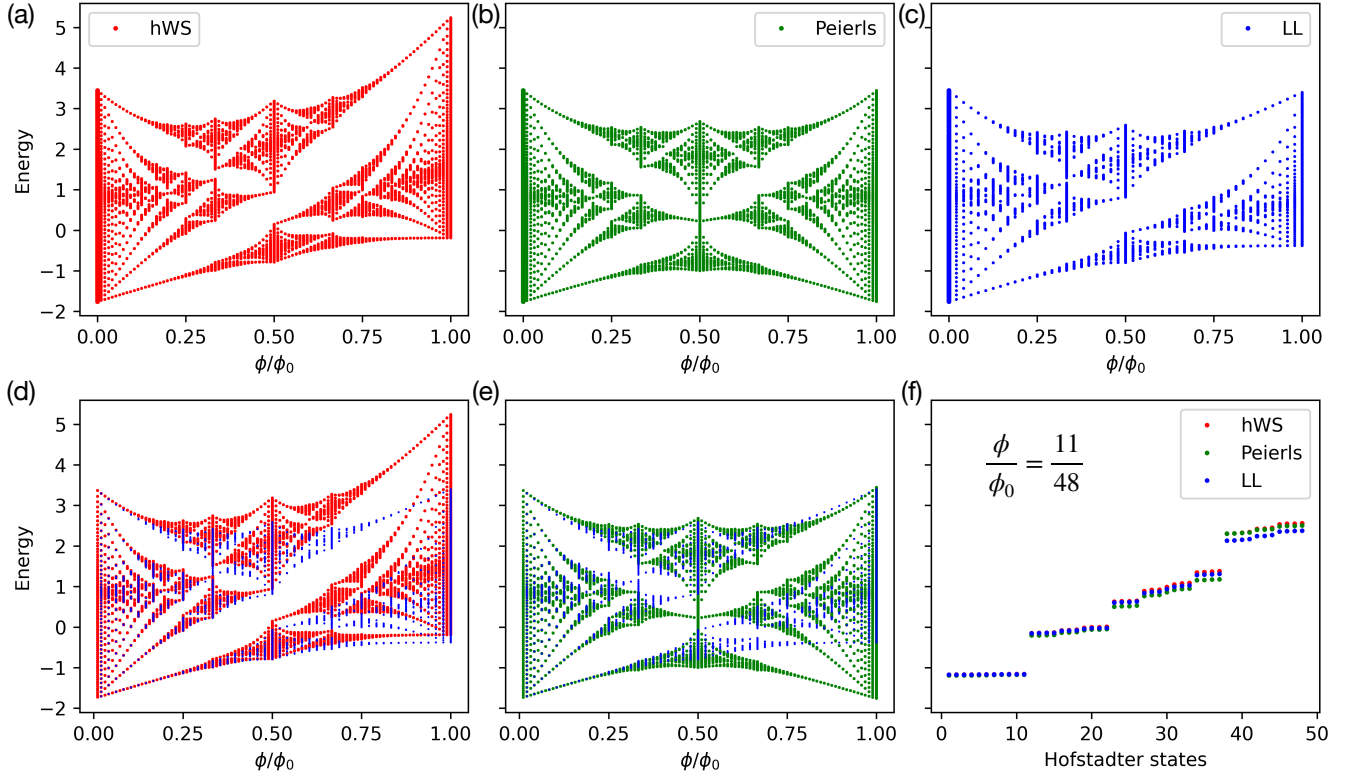 (a)
hWS
Energy
5
4
3
2
1
0
−1
−2
0.00 0.25 0.50 0.75 1.00
ϕ/ϕ₀
(b)
Peierls
0.00 0.25 0.50 0.75 1.00
ϕ/ϕ₀
(c)
LL
0.00 0.25 0.50 0.75 1.00
ϕ/ϕ₀
(d)
Energy
5
4
3
2
1
0
−1
−2
0.00 0.25 0.50 0.75 1.00
ϕ/ϕ₀
(e)
0.00 0.25 0.50 0.75 1.00
ϕ/ϕ₀
(f)
ϕ/ϕ₀ = 11/48
hWS
Peierls
LL
0 10 20 30 40 50
Hofstadter states